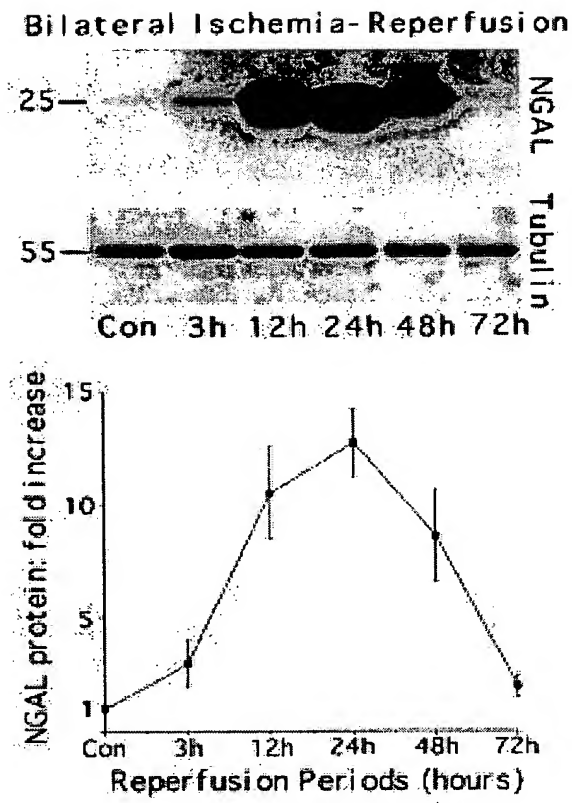 Bilateral Ischemia-Reperfusion
25
NGAL
55
Tubulin
Con 3h 12h 24h 48h 72h
NGAL protein: fold increase
15
10
5
1
Con 3h 12h 24h 48h 72h
Reperfusion Periods (hours)